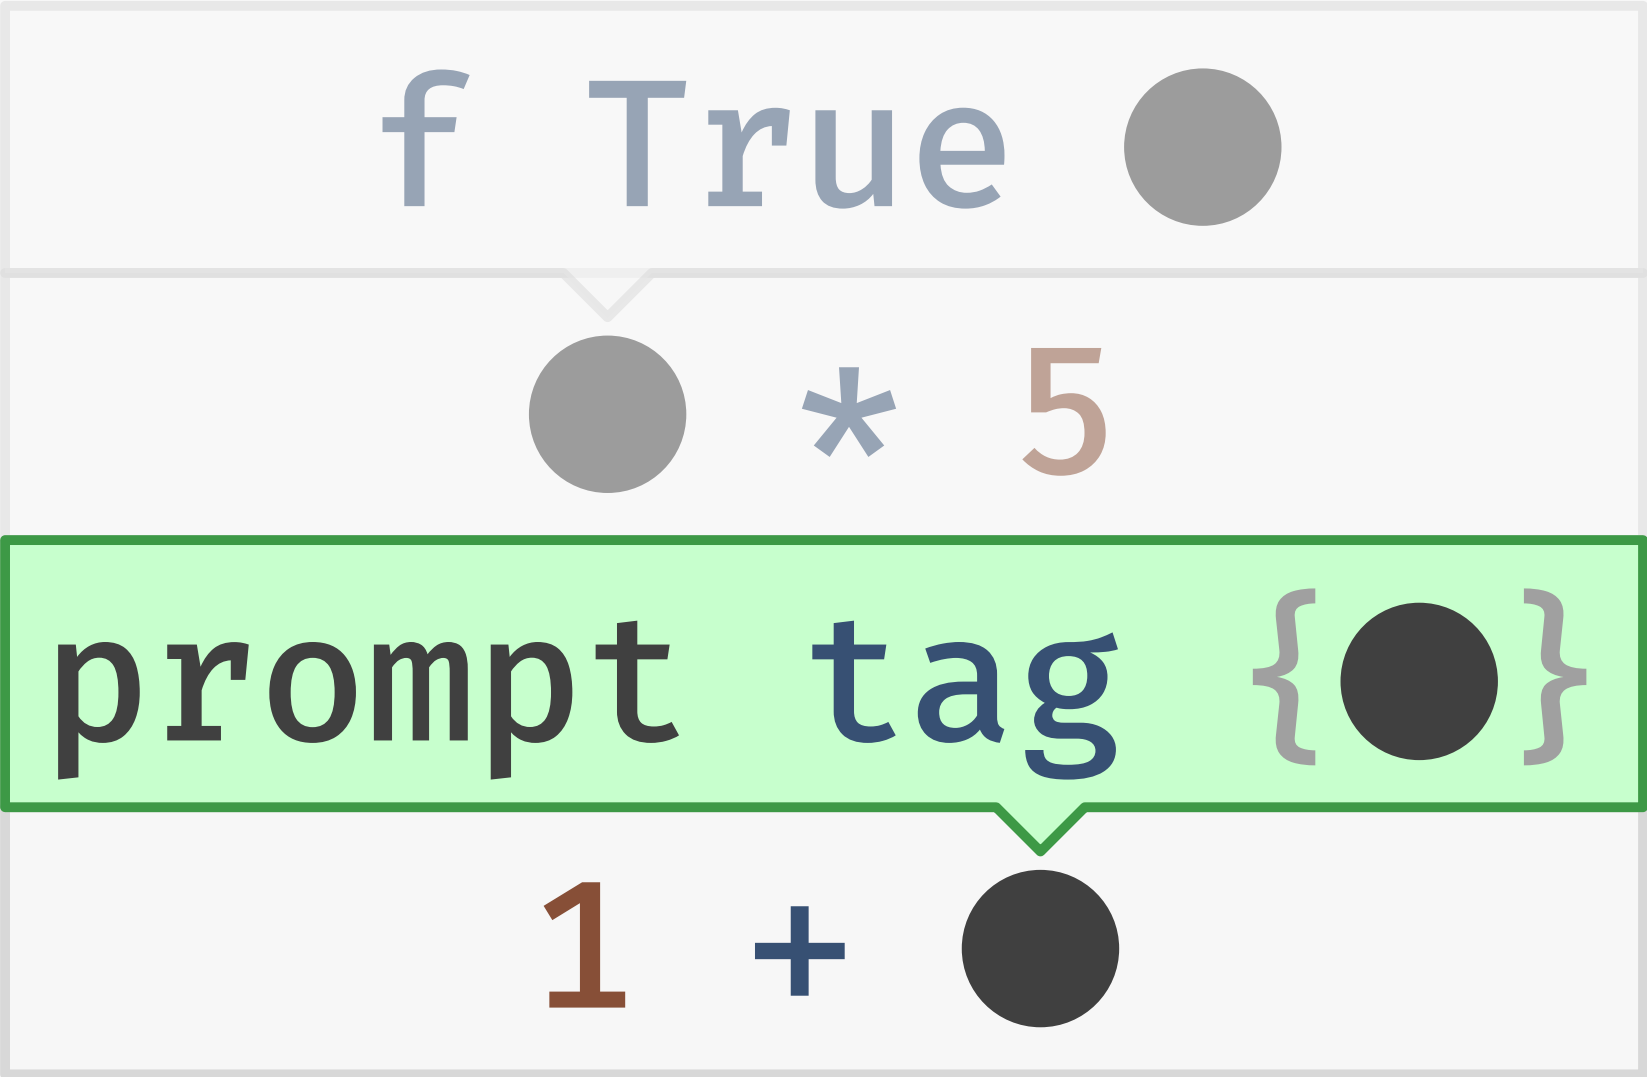 f True ●
● * 5
prompt tag {●}
1 + ●